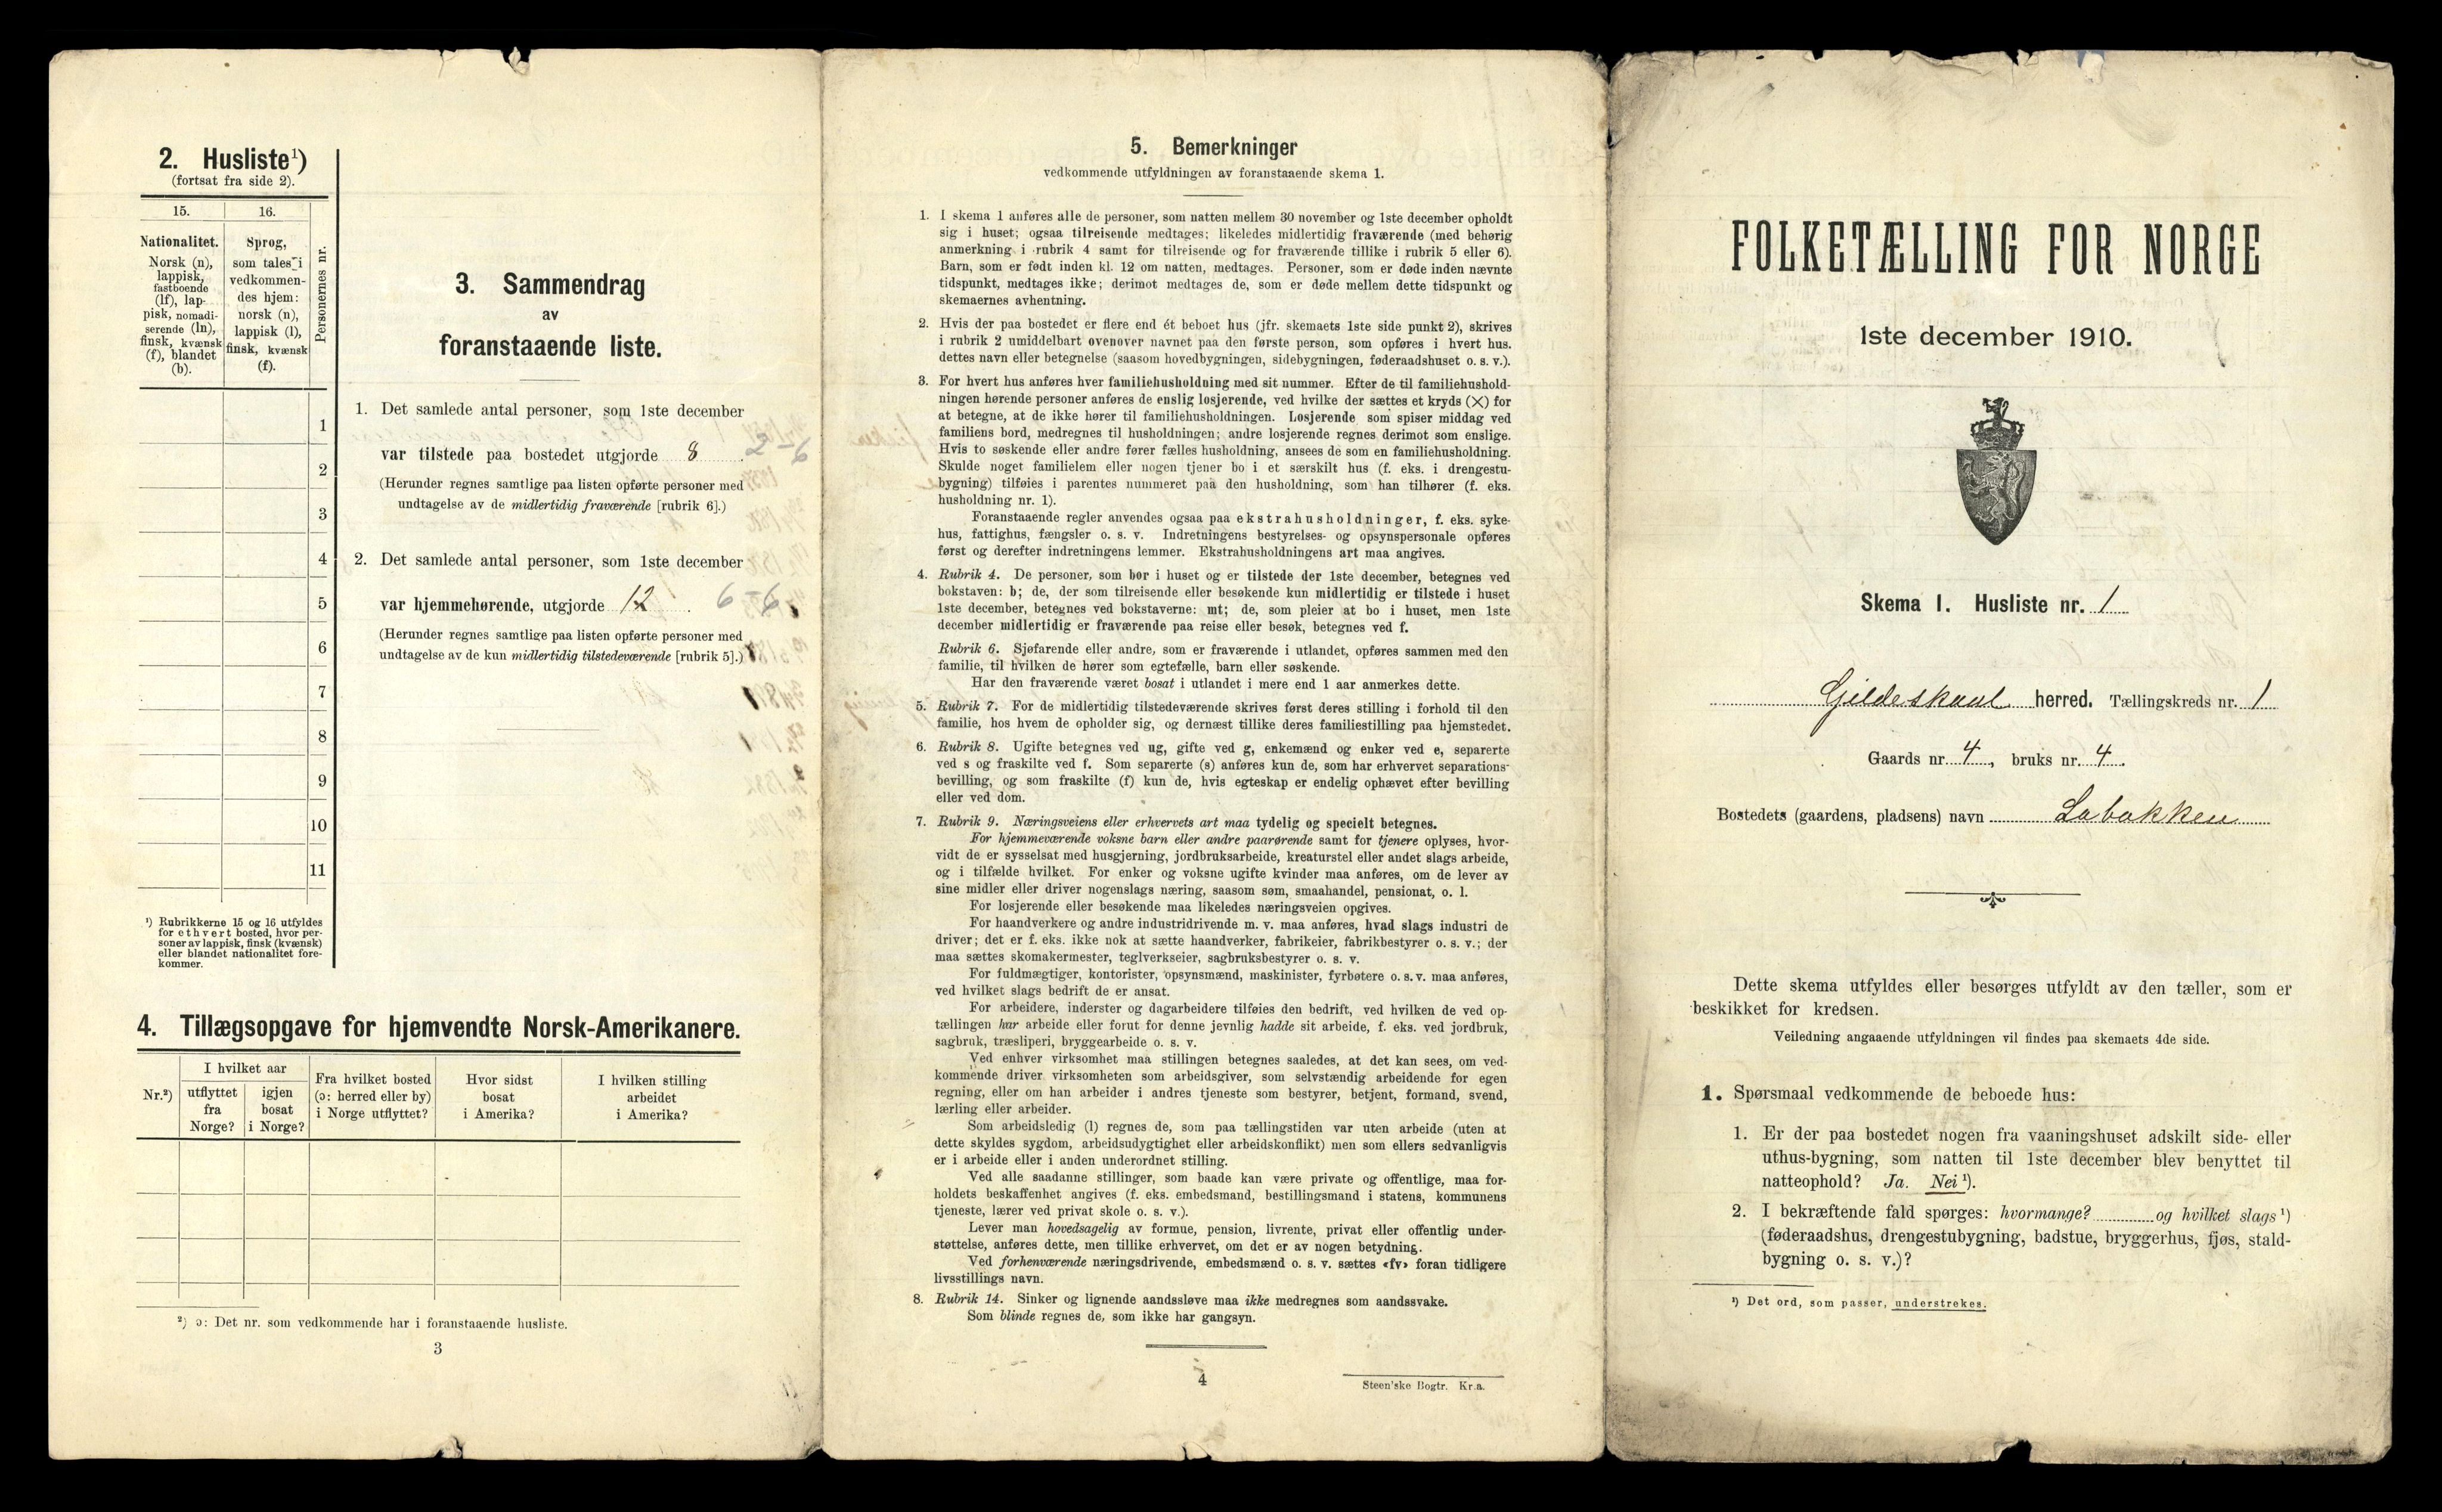 2. Husliste¹)
(fortsat fra side 2).
15.
16.
Nationalitet.
Norsk (n),
lappisk,
fastboende
(lf), lap-
pisk, nomadi-
serende (ln),
finsk, kvænsk
(f), blandet
(b).
Sprog,
som tales i
vedkommen-
des hjem:
norsk (n),
lappisk (l),
finsk, kvænsk
(f).
Personernes nr.
1
2
3
4
5
6
7
8
9
10
11
¹) Rubrikkerne 15 og 16 utfyldes
for ethvert bosted, hvor per-
soner av lappisk, finsk (kvænsk)
eller blandet nationalitet fore-
kommer.
3. Sammendrag
av
foranstaaende liste.
1. Det samlede antal personer, som 1ste december
var tilstede paa bostedet utgjorde 8. 2-6
(Herunder regnes samtlige paa listen opførte personer med
undtagelse av de midlertidig fraværende [rubrik 6].)
2. Det samlede antal personer, som 1ste december
var hjemmehørende, utgjorde 12. 6-6
(Herunder regnes samtlige paa listen opførte personer med
undtagelse av de kun midlertidig tilstedeværende [rubrik 5].)
4. Tillægsopgave for hjemvendte Norsk-Amerikanere.
Nr.²)
I hvilket aar
utflyttet
fra
Norge?
igjen
bosat
i Norge?
Fra hvilket bosted
(ɔ: herred eller by)
i Norge utflyttet?
Hvor sidst
bosat
i Amerika?
I hvilken stilling
arbeidet
i Amerika?
²) ɔ: Det nr. som vedkommende har i foranstaaende husliste.
3
5. Bemerkninger
vedkommende utfyldningen av foranstaaende skema 1.
1. I skema 1 anføres alle de personer, som natten mellem 30 november og 1ste december opholdt
sig i huset; ogsaa tilreisende medtages; likeledes midlertidig fraværende (med behørig
anmerkning i rubrik 4 samt for tilreisende og for fraværende tillike i rubrik 5 eller 6).
Barn, som er født inden kl. 12 om natten, medtages. Personer, som er døde inden nævnte
tidspunkt, medtages ikke; derimot medtages de, som er døde mellem dette tidspunkt og
skemaernes avhentning.
2. Hvis der paa bostedet er flere end ét beboet hus (jfr. skemaets 1ste side punkt 2), skrives
i rubrik 2 umiddelbart ovenover navnet paa den første person, som opføres i hvert hus.
dettes navn eller betegnelse (saasom hovedbygningen, sidebygningen, føderaadshuset o. s. v.).
3. For hvert hus anføres hver familiehusholdning med sit nummer. Efter de til familiehushold-
ningen hørende personer anføres de enslig losjerende, ved hvilke der sættes et kryds (×) for
at betegne, at de ikke hører til familiehusholdningen. Losjerende som spiser middag ved
familiens bord, medregnes til husholdningen; andre losjerende regnes derimot som enslige.
Hvis to søskende eller andre fører fælles husholdning, ansees de som en familiehusholdning.
Skulde noget familielem eller nogen tjener bo i et særskilt hus (f. eks. i drengestu-
bygning) tilføies i parentes nummeret paa den husholdning, som han tilhører (f. eks.
husholdning nr. 1).
Foranstaaende regler anvendes ogsaa paa ekstrahusholdninger, f. eks. syke-
hus, fattighus, fængsler o. s. v. Indretningens bestyrelses- og opsynspersonale opføres
først og derefter indretningens lemmer. Ekstrahusholdningens art maa angives.
4. Rubrik 4. De personer, som bor i huset og er tilstede der 1ste december, betegnes ved
bokstaven: b; de, der som tilreisende eller besøkende kun midlertidig er tilstede i huset
1ste december, betegnes ved bokstaverne: mt; de, som pleier at bo i huset, men 1ste
december midlertidig er fraværende paa reise eller besøk, betegnes ved f.
Rubrik 6. Sjøfarende eller andre, som er fraværende i utlandet, opføres sammen med den
familie, til hvilken de hører som egtefælle, barn eller søskende.
Har den fraværende været bosat i utlandet i mere end 1 aar anmerkes dette.
5. Rubrik 7. For de midlertidig tilstedeværende skrives først deres stilling i forhold til den
familie, hos hvem de opholder sig, og dernæst tillike deres familiestilling paa hjemstedet.
6. Rubrik 8. Ugifte betegnes ved ug, gifte ved g, enkemænd og enker ved e, separerte
ved s og fraskilte ved f. Som separerte (s) anføres kun de, som har erhvervet separations-
bevilling, og som fraskilte (f) kun de, hvis egteskap er endelig ophævet efter bevilling
eller ved dom.
7. Rubrik 9. Næringsveiens eller erhvervets art maa tydelig og specielt betegnes.
For hjemmeværende voksne barn eller andre paarørende samt for tjenere oplyses, hvor-
vidt de er sysselsat med husgjerning, jordbruksarbeide, kreaturstel eller andet slags arbeide,
og i tilfælde hvilket. For enker og voksne ugifte kvinder maa anføres, om de lever av
sine midler eller driver nogenslags næring, saasom søm, smaahandel, pensionat, o. l.
For losjerende eller besøkende maa likeledes næringsveien opgives.
For haandverkere og andre industridrivende m. v. maa anføres, hvad slags industri de
driver; det er f. eks. ikke nok at sætte haandverker, fabrikeier, fabrikbestyrer o. s. v.; der
maa sættes skomakermester, teglverkseier, sagbruksbestyrer o. s. v.
For fuldmægtiger, kontorister, opsynsmænd, maskinister, fyrbøtere o. s. v. maa anføres,
ved hvilket slags bedrift de er ansat.
For arbeidere, inderster og dagarbeidere tilføies den bedrift, ved hvilken de ved op-
tællingen har arbeide eller forut for denne jevnlig hadde sit arbeide, f. eks. ved jordbruk,
sagbruk, træsliperi, bryggearbeide o. s. v.
Ved enhver virksomhet maa stillingen betegnes saaledes, at det kan sees, om ved-
kommende driver virksomheten som arbeidsgiver, som selvstændig arbeidende for egen
regning, eller om han arbeider i andres tjeneste som bestyrer, betjent, formand, svend,
lærling eller arbeider.
Som arbeidsledig (l) regnes de, som paa tællingstiden var uten arbeide (uten at
dette skyldes sygdom, arbeidsudygtighet eller arbeidskonflikt) men som ellers sedvanligvis
er i arbeide eller i anden underordnet stilling.
Ved alle saadanne stillinger, som baade kan være private og offentlige, maa for-
holdets beskaffenhet angives (f. eks. embedsmand, bestillingsmand i statens, kommunens
tjeneste, lærer ved privat skole o. s. v.).
Lever man hovedsagelig av formue, pension, livrente, privat eller offentlig under-
støttelse, anføres dette, men tillike erhvervet, om det er av nogen betydning.
Ved forhenværende næringsdrivende, embedsmænd o. s. v. sættes «fv» foran tidligere
livsstillings navn.
8. Rubrik 14. Sinker og lignende aandssløve maa ikke medregnes som aandssvake.
Som blinde regnes de, som ikke har gangsyn.
4
Steen'ske Bogtr. Kr.a.
FOLKETÆLLING FOR NORGE
1ste december 1910.
Skema 1. Husliste nr. 1
Gildeskaal herred. Tællingskreds nr. 1
Gaards nr. 4, bruks nr. 4.
Bostedets (gaardens, pladsens) navn Labakken
Dette skema utfyldes eller besørges utfyldt av den tæller, som er
beskikket for kredsen.
Veiledning angaaende utfyldningen vil findes paa skemaets 4de side.
1. Spørsmaal vedkommende de beboede hus:
1. Er der paa bostedet nogen fra vaaningshuset adskilt side- eller
uthus-bygning, som natten til 1ste december blev benyttet til
natteophold? Ja. Nei ¹).
2. I bekræftende fald spørges: hvormange? og hvilket slags ¹)
(føderaadshus, drengestubygning, badstue, bryggerhus, fjøs, stald-
bygning o. s. v.)?
¹) Det ord, som passer, understrekes.